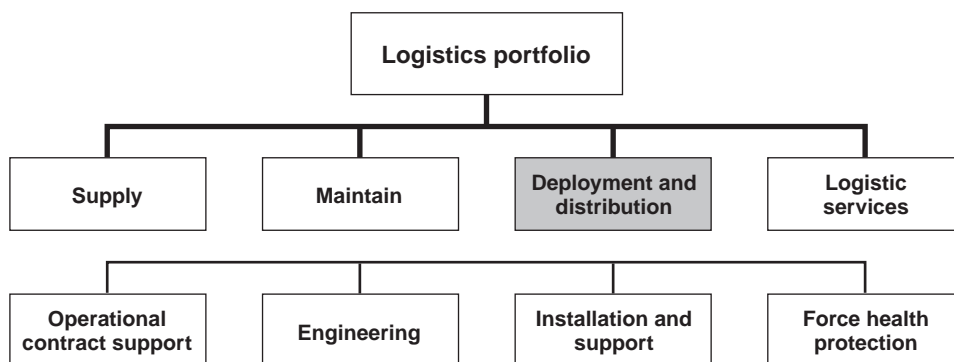 Logistics portfolio
Supply
Maintain
Deployment and
distribution
Logistic
services
Operational
contract support
Engineering
Installation and
support
Force health
protection